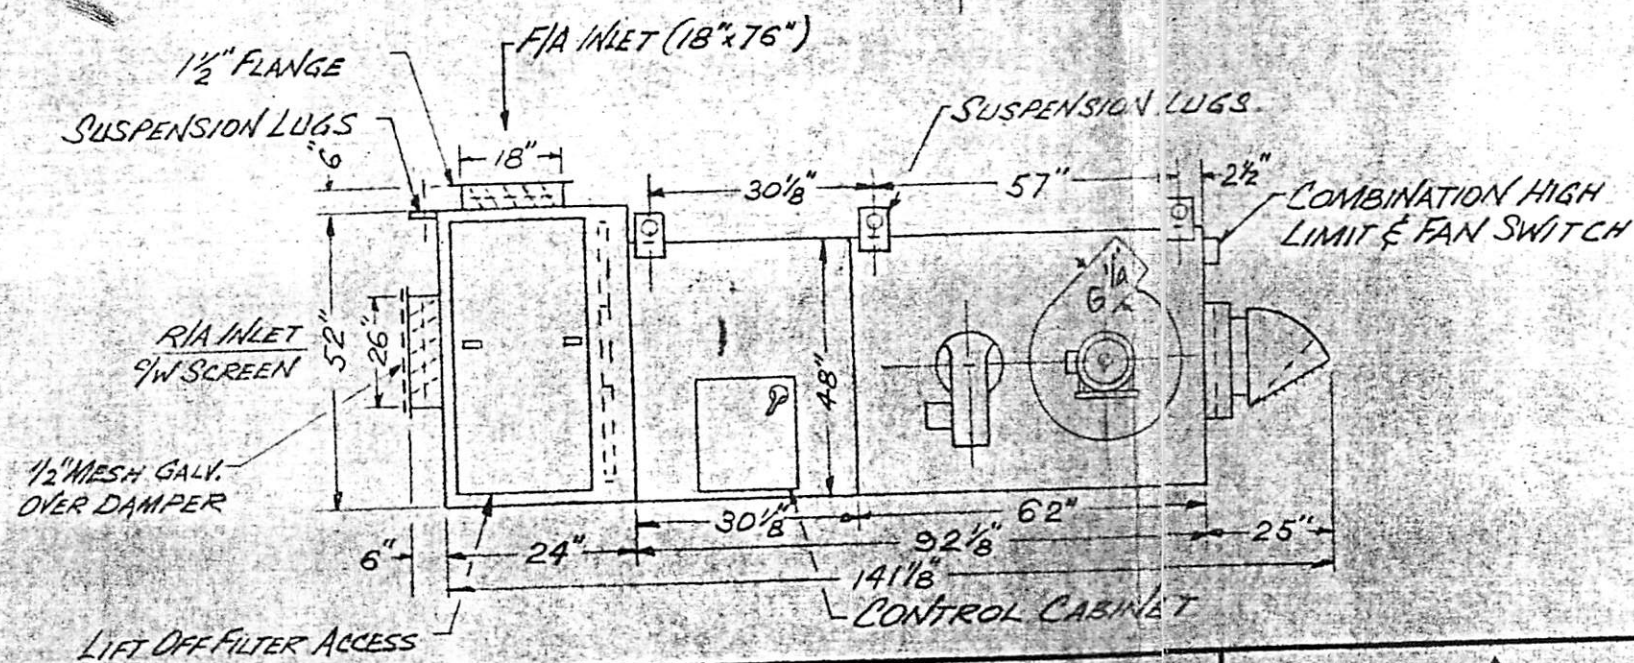 F/A INLET (18"x76")
1½" FLANGE
SUSPENSION LUGS
6"
18"
SUSPENSION LUGS
30⅛"
57"
2½"
COMBINATION HIGH
LIMIT & FAN SWITCH
R/A INLET
C/W SCREEN
52"
26"
48"
½" MESH GALV.
OVER DAMPER
6"
24"
30⅛"
62"
92⅛"
25"
141⅛"
CONTROL CABINET
LIFT OFF FILTER ACCESS